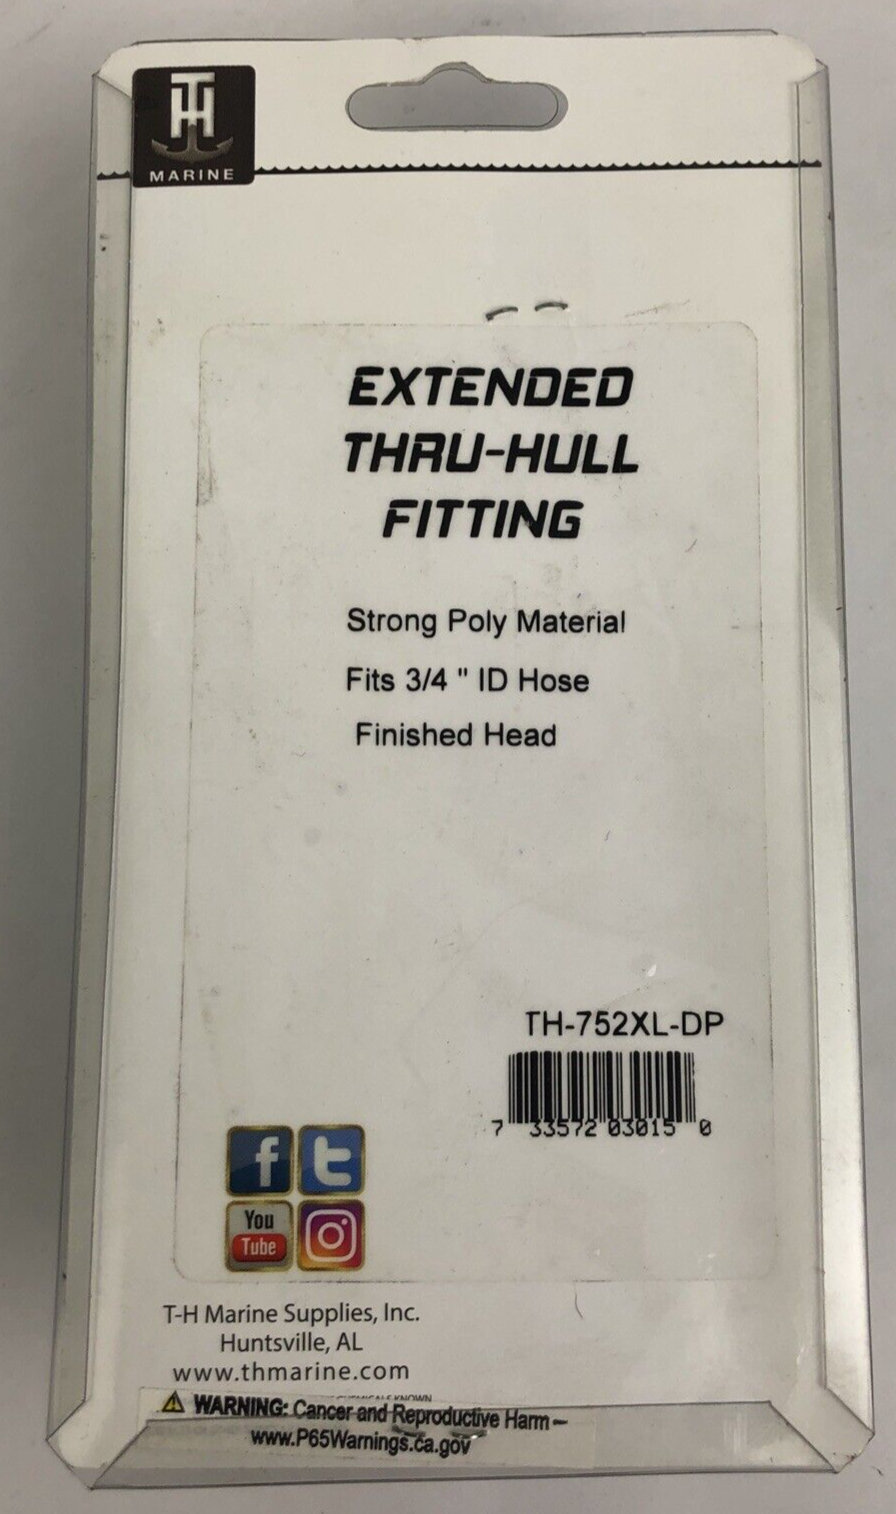 TH
MARINE
EXTENDED
THRU-HULL
FITTING
Strong Poly Material
Fits 3/4 " ID Hose
Finished Head
TH-752XL-DP
7 33572 03015 0
f t
You
Tube
T-H Marine Supplies, Inc.
Huntsville, AL
www.thmarine.com
KNOWN
WARNING: Cancer and Reproductive Harm –
www.P65Warnings.ca.gov